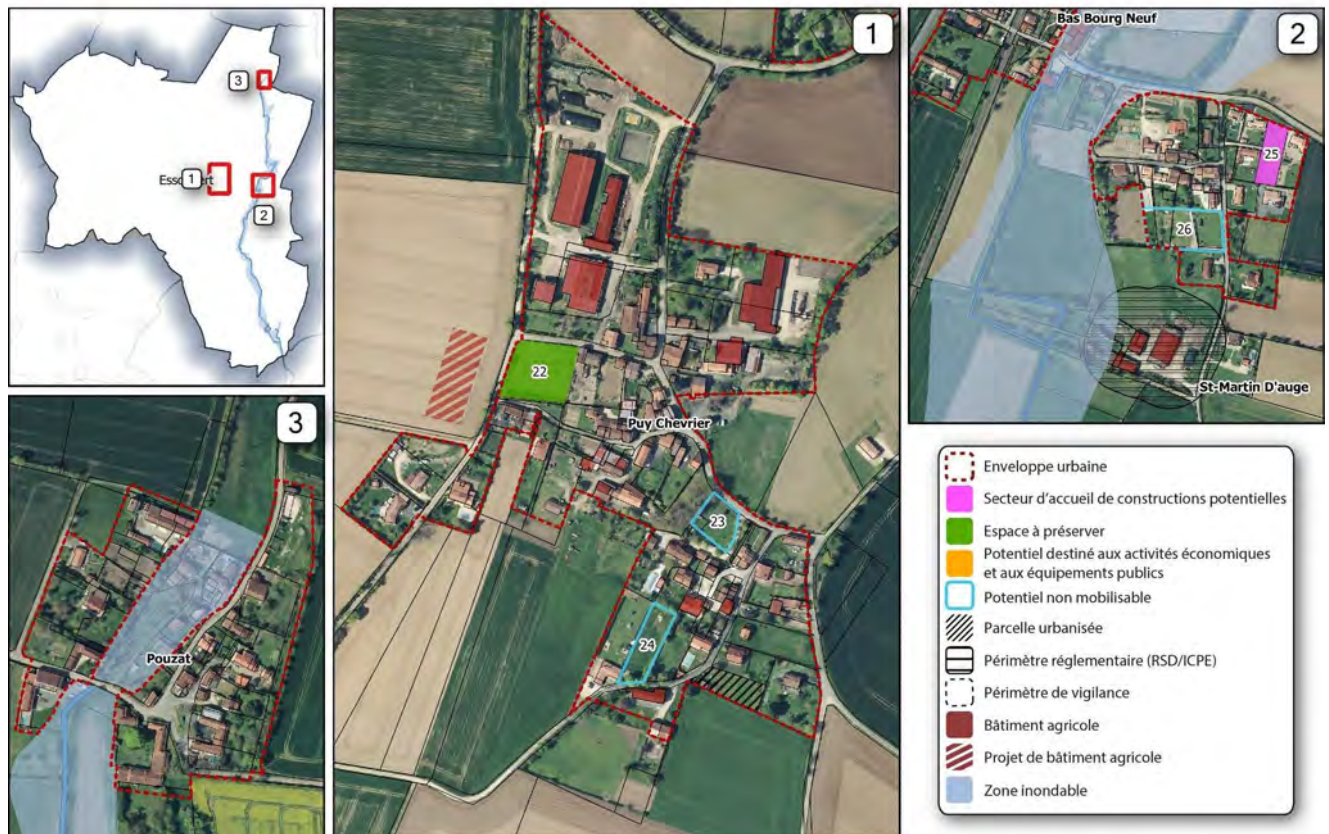 3
1
2
1
22
Puy Chevrier
23
24
Bas Bourg Neuf
2
25
26
St-Martin D'auge
3
Pouzat
Enveloppe urbaine
Secteur d'accueil de constructions potentielles
Espace à préserver
Potentiel destiné aux activités économiques
et aux équipements publics
Potentiel non mobilisable
Parcelle urbanisée
Périmètre réglementaire (RSD/ICPE)
Périmètre de vigilance
Bâtiment agricole
Projet de bâtiment agricole
Zone inondable